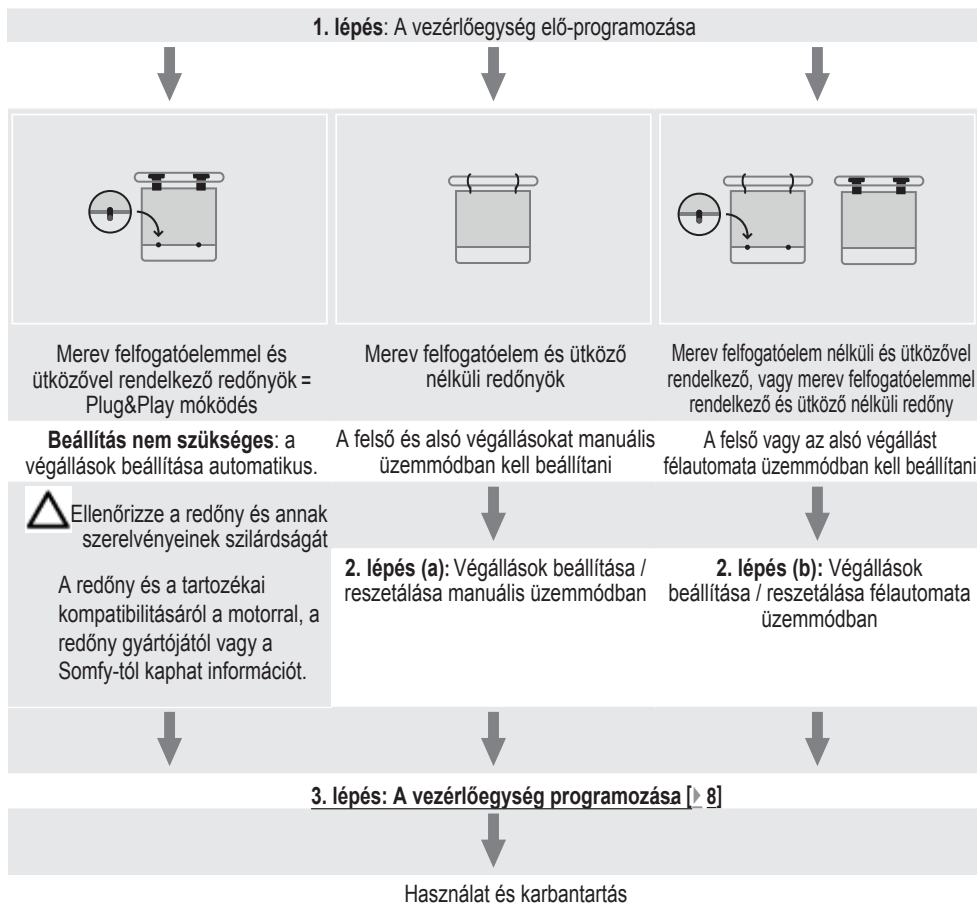 1. lépés: A vezérlőegység elő-programozása
Merev felfogatóelemmel és
ütközővel rendelkező redőnyök =
Plug&Play móködés
Beállítás nem szükséges: a
végállások beállítása automatikus.
Ellenőrizze a redőny és annak
szerelvényeinek szilárdságát
A redőny és a tartozékai
kompatibilitásáról a motorral, a
redőny gyártójától vagy a
Somfy-tól kaphat információt.
Merev felfogatóelem és ütköző
nélküli redőnyök
A felső és alsó végállásokat manuális
üzemmódban kell beállítani
2. lépés (a): Végállások beállítása /
reszetálása manuális üzemmódban
Merev felfogatóelem nélküli és ütközővel
rendelkező, vagy merev felfogatóelemmel
rendelkező és ütköző nélküli redőny
A felső vagy az alsó végállást
félautomata üzemmódban kell beállítani
2. lépés (b): Végállások
beállítása / reszetálása félautomata
üzemmódban
3. lépés: A vezérlőegység programozása [ 8]
Használat és karbantartás